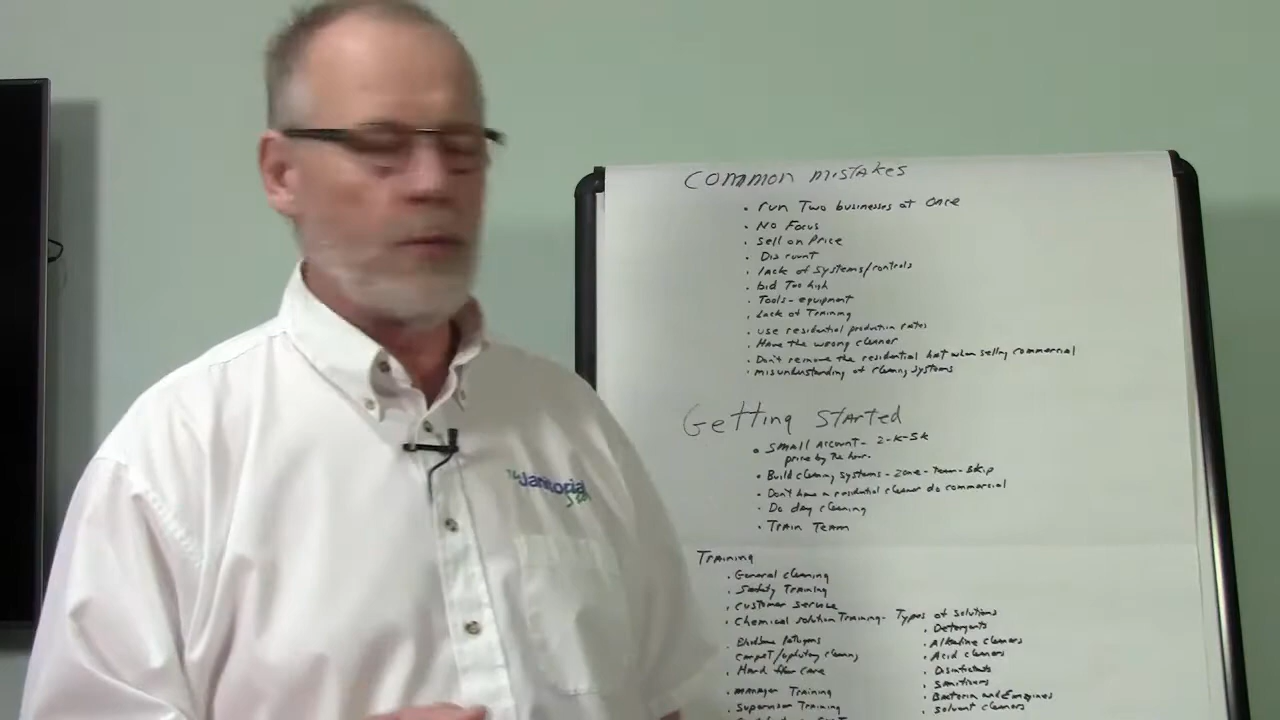 Common mistakes
• run Two businesses at once
• No Focus
• Sell on Price
• Discount
• lack of Systems/controls
• bid Too high
• Tools - equipment
• Lack of Training
• use residential production rates
• Have the wrong cleaner
• Don't remove the residential hat when selling commercial
• misunderstanding of cleaning systems
Getting Started
• Small Account - 2-K-5k
price by the hour.
• Build cleaning systems - zone - Team - Skip
• Don't have a residential cleaner do commercial
• Do day cleaning
• Train Team
Training
• General cleaning
• Safety Training
• Customer Service
• Chemical solution Training - Types of solutions
• Detergents
• Alkaline cleaners
• Acid cleaners
• Disinfectants
• Sanitizers
• Bacteria and Enzymes
• Solvent cleaners
carpet/upholstery cleaning
• Hard floor care
• manager Training
• Supervisor Training
The Janitorial